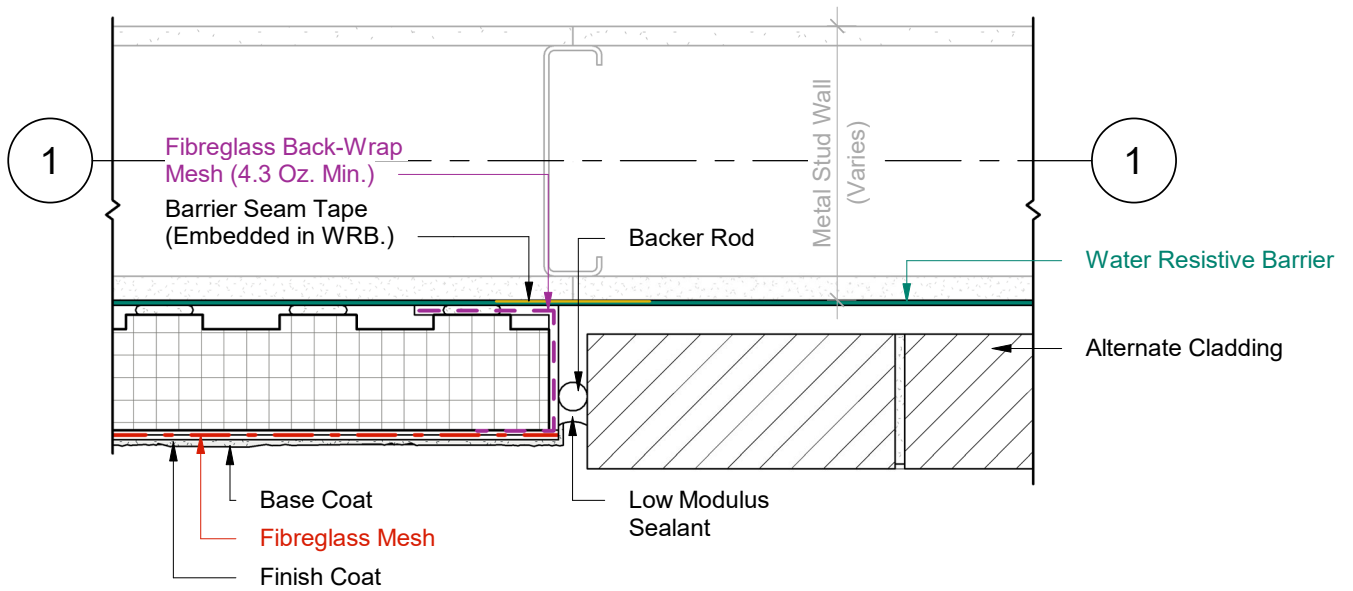 1
Fibreglass Back-Wrap
Mesh (4.3 Oz. Min.)
Barrier Seam Tape
(Embedded in WRB.)
Backer Rod
Metal Stud Wall
(Varies)
1
Water Resistive Barrier
Alternate Cladding
Base Coat
Fibreglass Mesh
Finish Coat
Low Modulus
Sealant